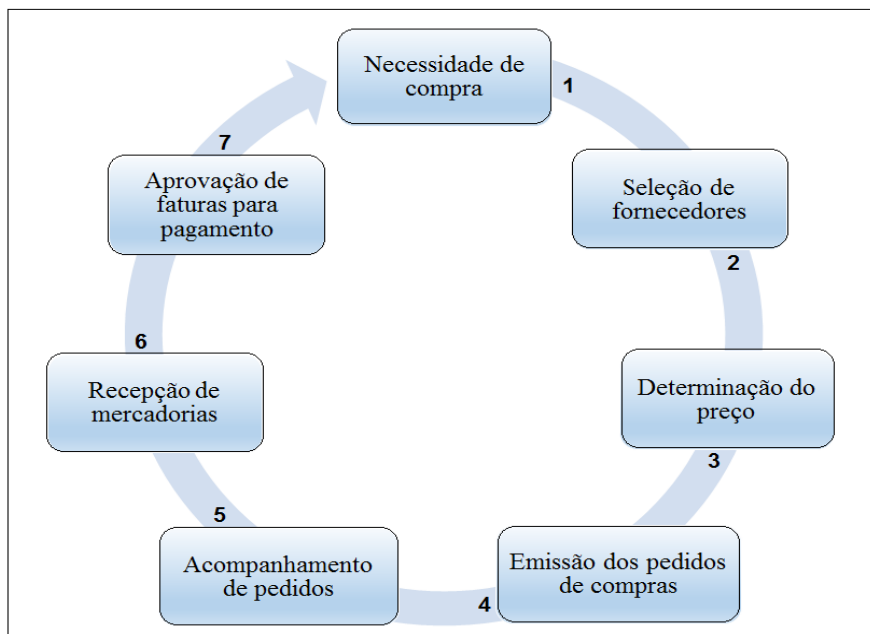 Necessidade de
compra
1
Seleção de
fornecedores
2
Determinação do
preço
3
Emissão dos pedidos
de compras
4
Acompanhamento
de pedidos
5
Recepção de
mercadorias
6
Aprovação de
faturas para
pagamento
7